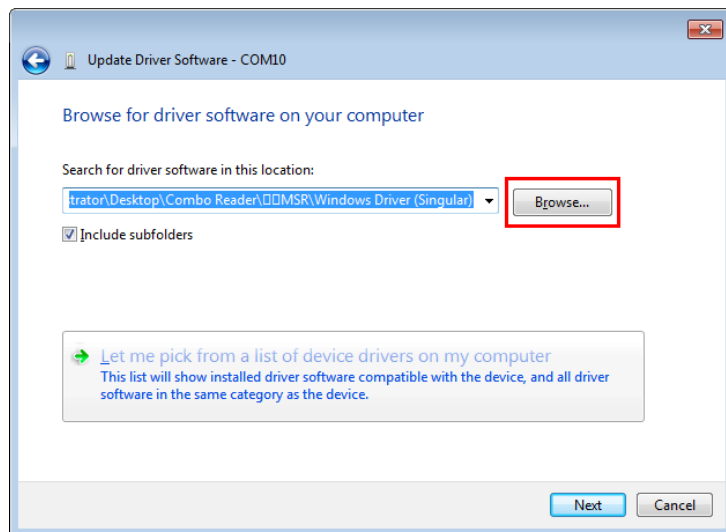 Update Driver Software - COM10
Browse for driver software on your computer
Search for driver software in this location:
trator\Desktop\Combo Reader\▯▯MSR\Windows Driver (Singular)
Browse...
Include subfolders
Let me pick from a list of device drivers on my computer
This list will show installed driver software compatible with the device, and all driver
software in the same category as the device.
Next
Cancel